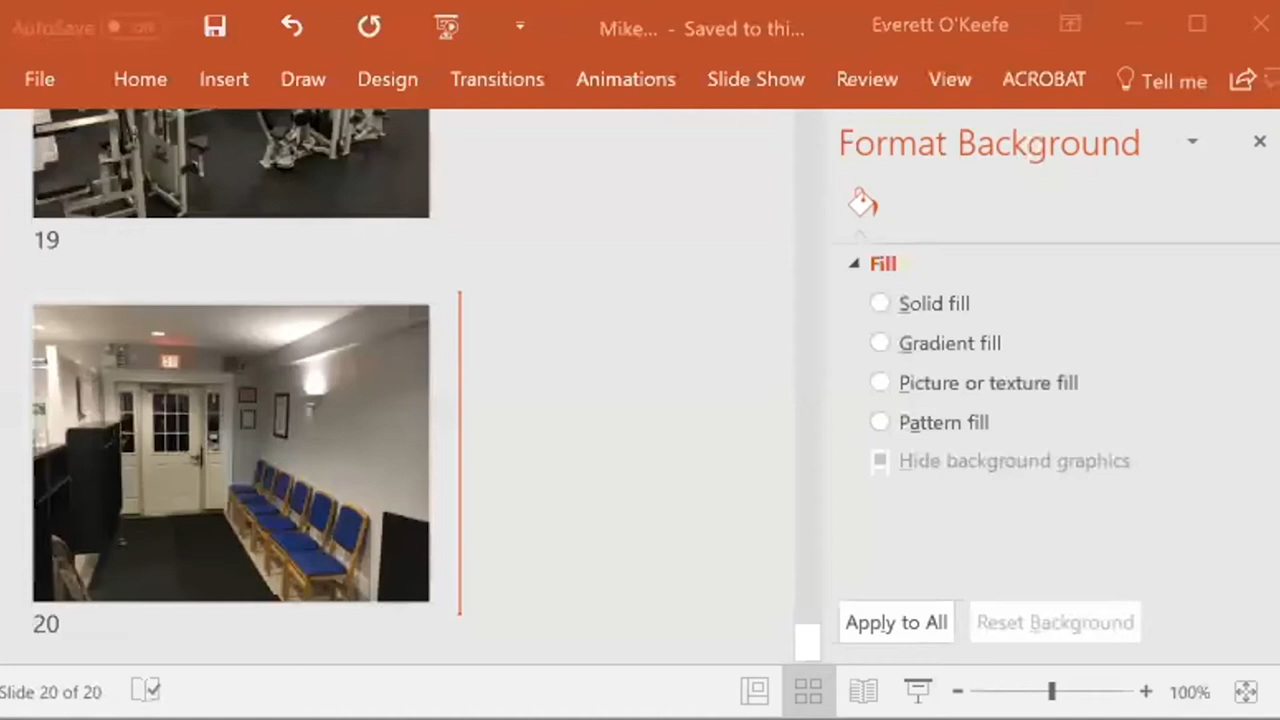 AutoSave Off Mike... - Saved to thi... Everett O'Keefe
File Home Insert Draw Design Transitions Animations Slide Show Review View ACROBAT Tell me
Format Background
Fill
Solid fill
Gradient fill
Picture or texture fill
Pattern fill
Hide background graphics
Apply to All Reset Background
19
20
Slide 20 of 20 100%